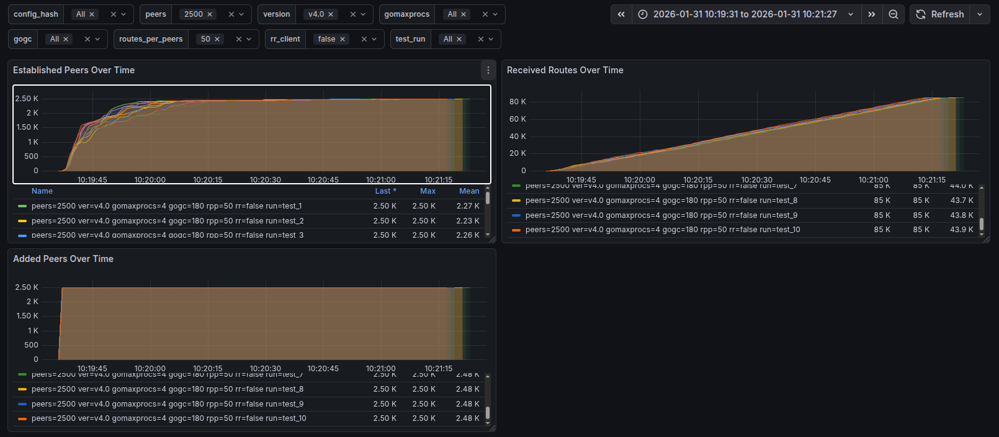 config_hash All peers 2500 version v4.0 gomaxprocs All 2026-01-31 10:19:31 to 2026-01-31 10:21:27 Refresh
gogc All routes_per_peers 50 rr_client false test_run All
Established Peers Over Time
2.50 K
2 K
1.50 K
1 K
500
0
10:19:45 10:20:00 10:20:15 10:20:30 10:20:45 10:21:00 10:21:15
Name Last * Max Mean
peers=2500 ver=v4.0 gomaxprocs=4 gogc=180 rpp=50 rr=false run=test_1 2.50 K 2.50 K 2.27 K
peers=2500 ver=v4.0 gomaxprocs=4 gogc=180 rpp=50 rr=false run=test_2 2.50 K 2.50 K 2.23 K
peers=2500 ver=v4.0 gomaxprocs=4 gogc=180 rpp=50 rr=false run=test_3 2.50 K 2.50 K 2.26 K
Received Routes Over Time
80 K
60 K
40 K
20 K
0
10:19:45 10:20:00 10:20:15 10:20:30 10:20:45 10:21:00 10:21:15
peers=2500 ver=v4.0 gomaxprocs=4 gogc=180 rpp=50 rr=false run=test_7 85 K 85 K 44.0 K
peers=2500 ver=v4.0 gomaxprocs=4 gogc=180 rpp=50 rr=false run=test_8 85 K 85 K 43.7 K
peers=2500 ver=v4.0 gomaxprocs=4 gogc=180 rpp=50 rr=false run=test_9 85 K 85 K 43.8 K
peers=2500 ver=v4.0 gomaxprocs=4 gogc=180 rpp=50 rr=false run=test_10 85 K 85 K 43.9 K
Added Peers Over Time
2.50 K
2 K
1.50 K
1 K
500
0
10:19:45 10:20:00 10:20:15 10:20:30 10:20:45 10:21:00 10:21:15
peers=2500 ver=v4.0 gomaxprocs=4 gogc=180 rpp=50 rr=false run=test_7 2.50 K 2.50 K 2.48 K
peers=2500 ver=v4.0 gomaxprocs=4 gogc=180 rpp=50 rr=false run=test_8 2.50 K 2.50 K 2.48 K
peers=2500 ver=v4.0 gomaxprocs=4 gogc=180 rpp=50 rr=false run=test_9 2.50 K 2.50 K 2.48 K
peers=2500 ver=v4.0 gomaxprocs=4 gogc=180 rpp=50 rr=false run=test_10 2.50 K 2.50 K 2.48 K